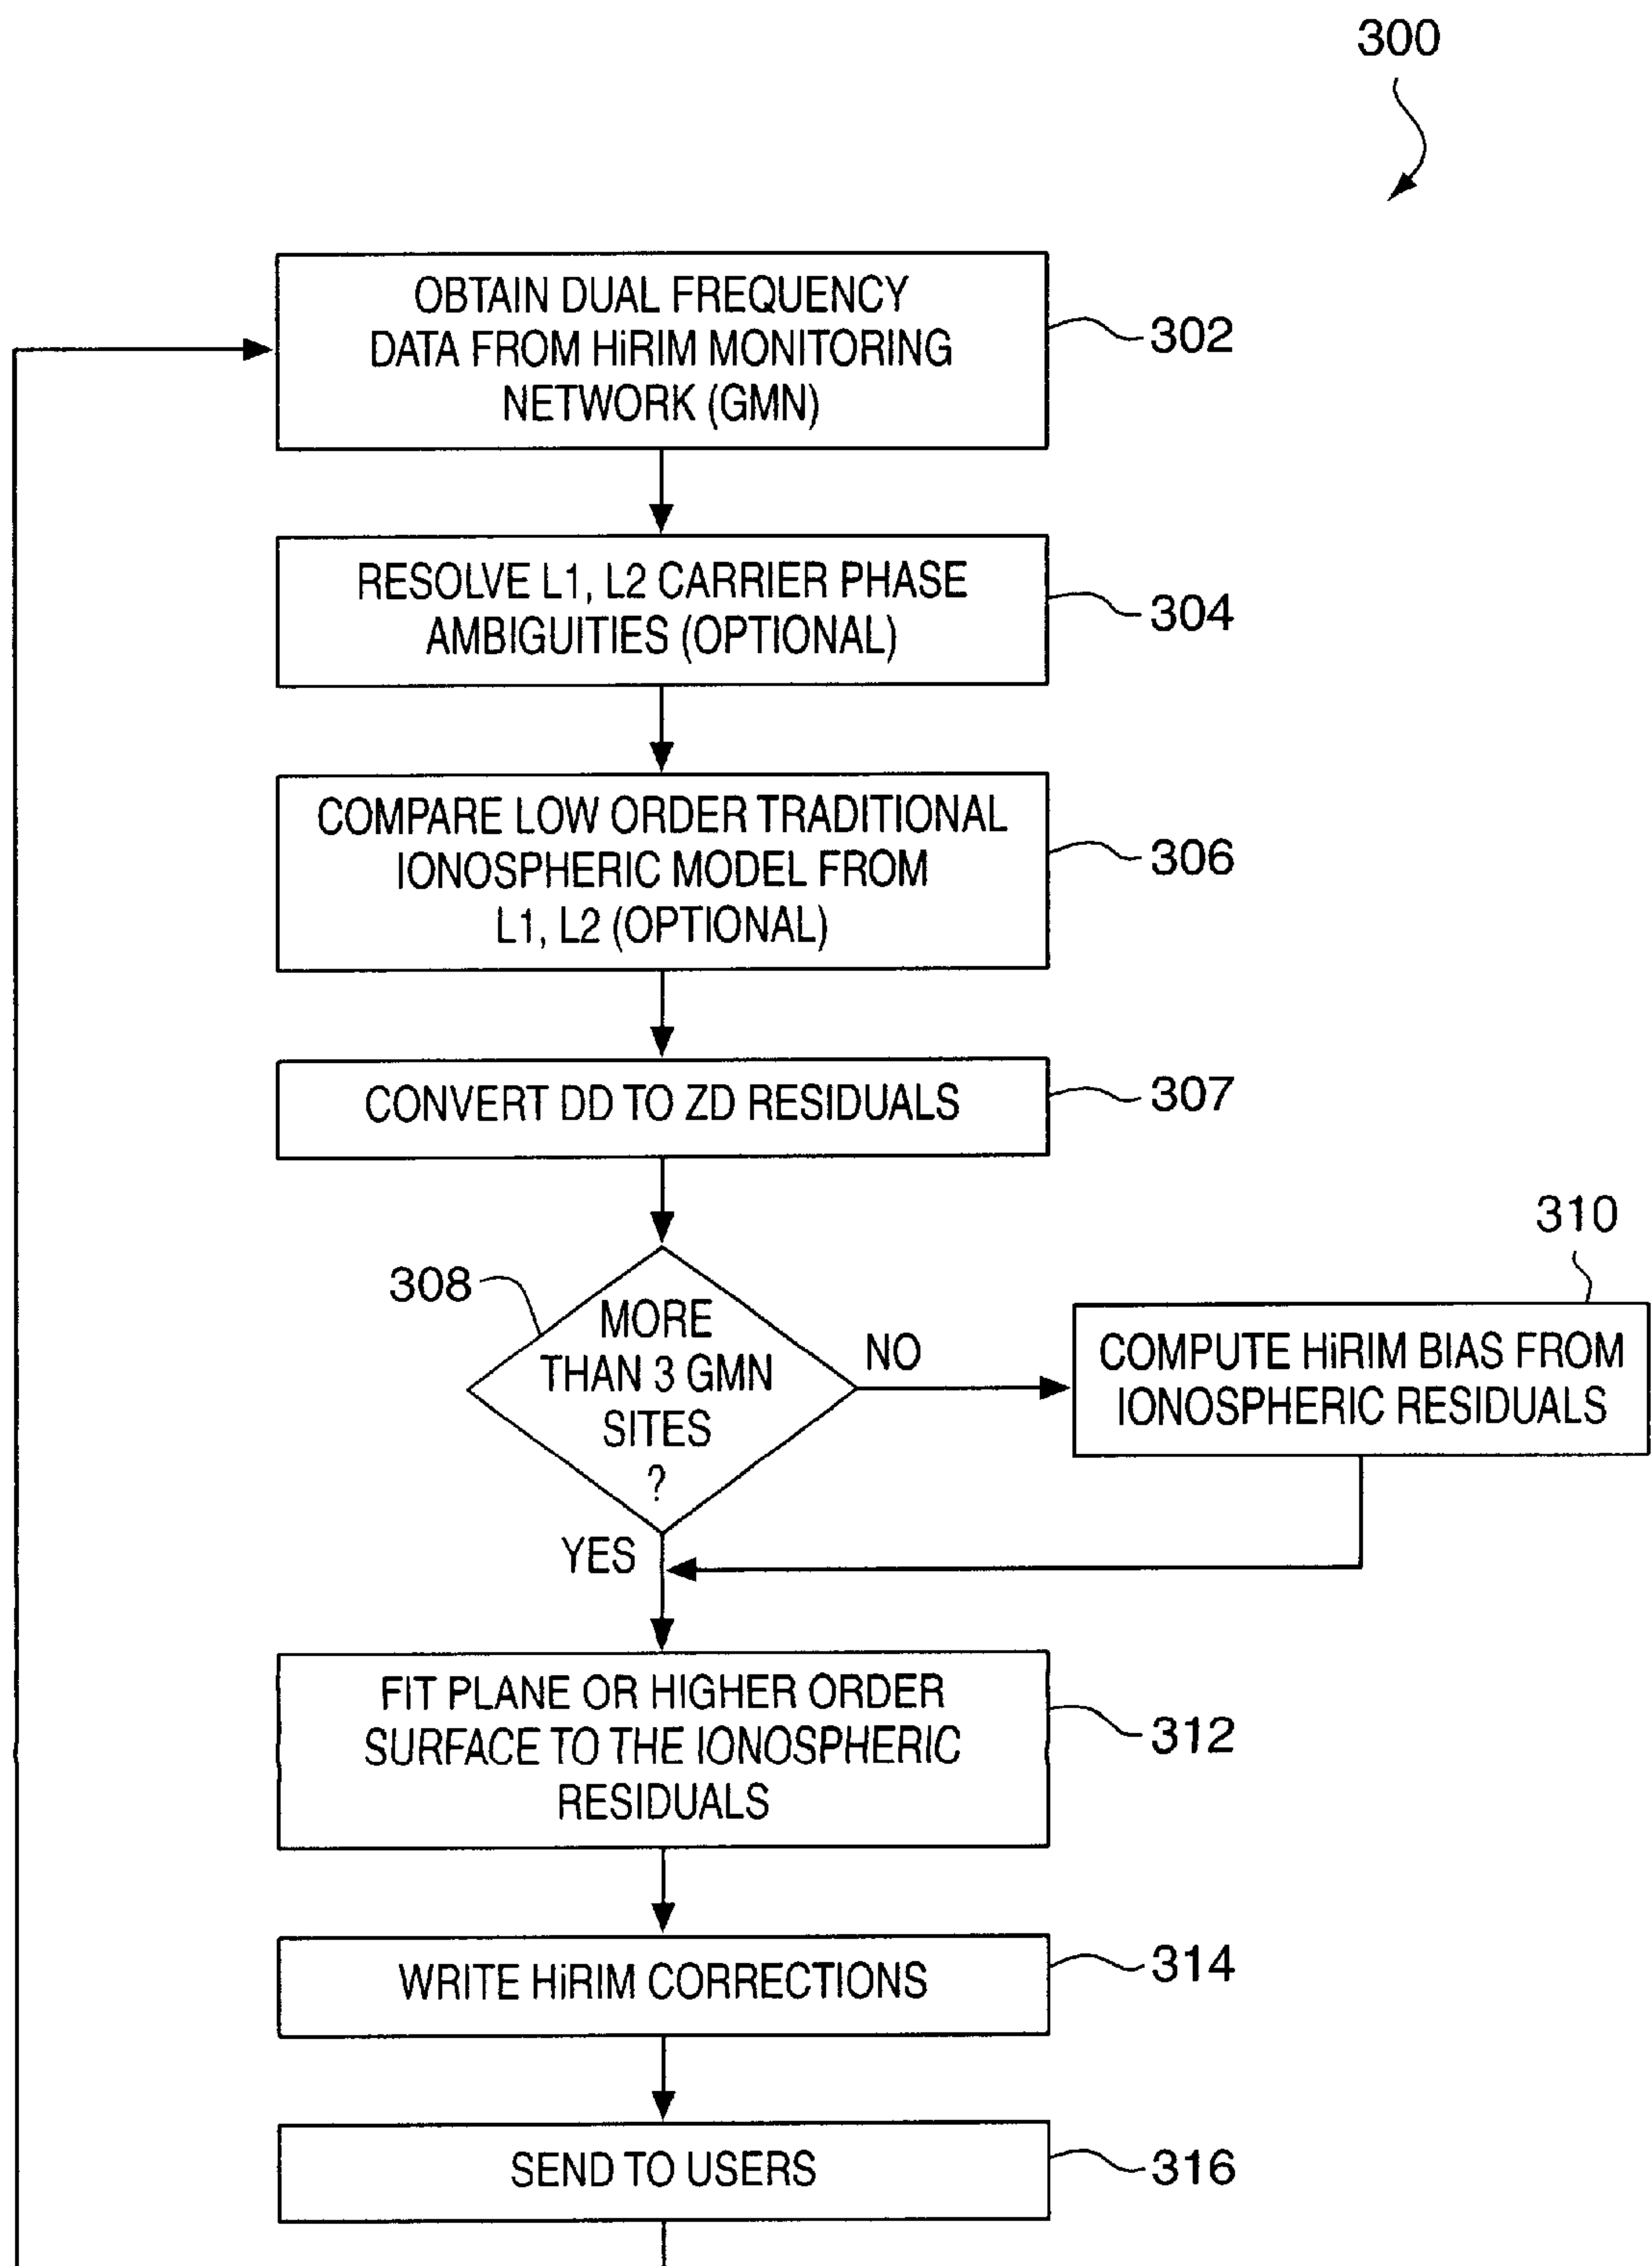 300
OBTAIN DUAL FREQUENCY
DATA FROM HiRIM MONITORING
NETWORK (GMN)
302
RESOLVE L1, L2 CARRIER PHASE
AMBIGUITIES (OPTIONAL)
304
COMPARE LOW ORDER TRADITIONAL
IONOSPHERIC MODEL FROM
L1, L2 (OPTIONAL)
306
CONVERT DD TO ZD RESIDUALS
307
308
MORE
THAN 3 GMN
SITES
?
NO
310
COMPUTE HiRIM BIAS FROM
IONOSPHERIC RESIDUALS
YES
FIT PLANE OR HIGHER ORDER
SURFACE TO THE IONOSPHERIC
RESIDUALS
312
WRITE HiRIM CORRECTIONS
314
SEND TO USERS
316